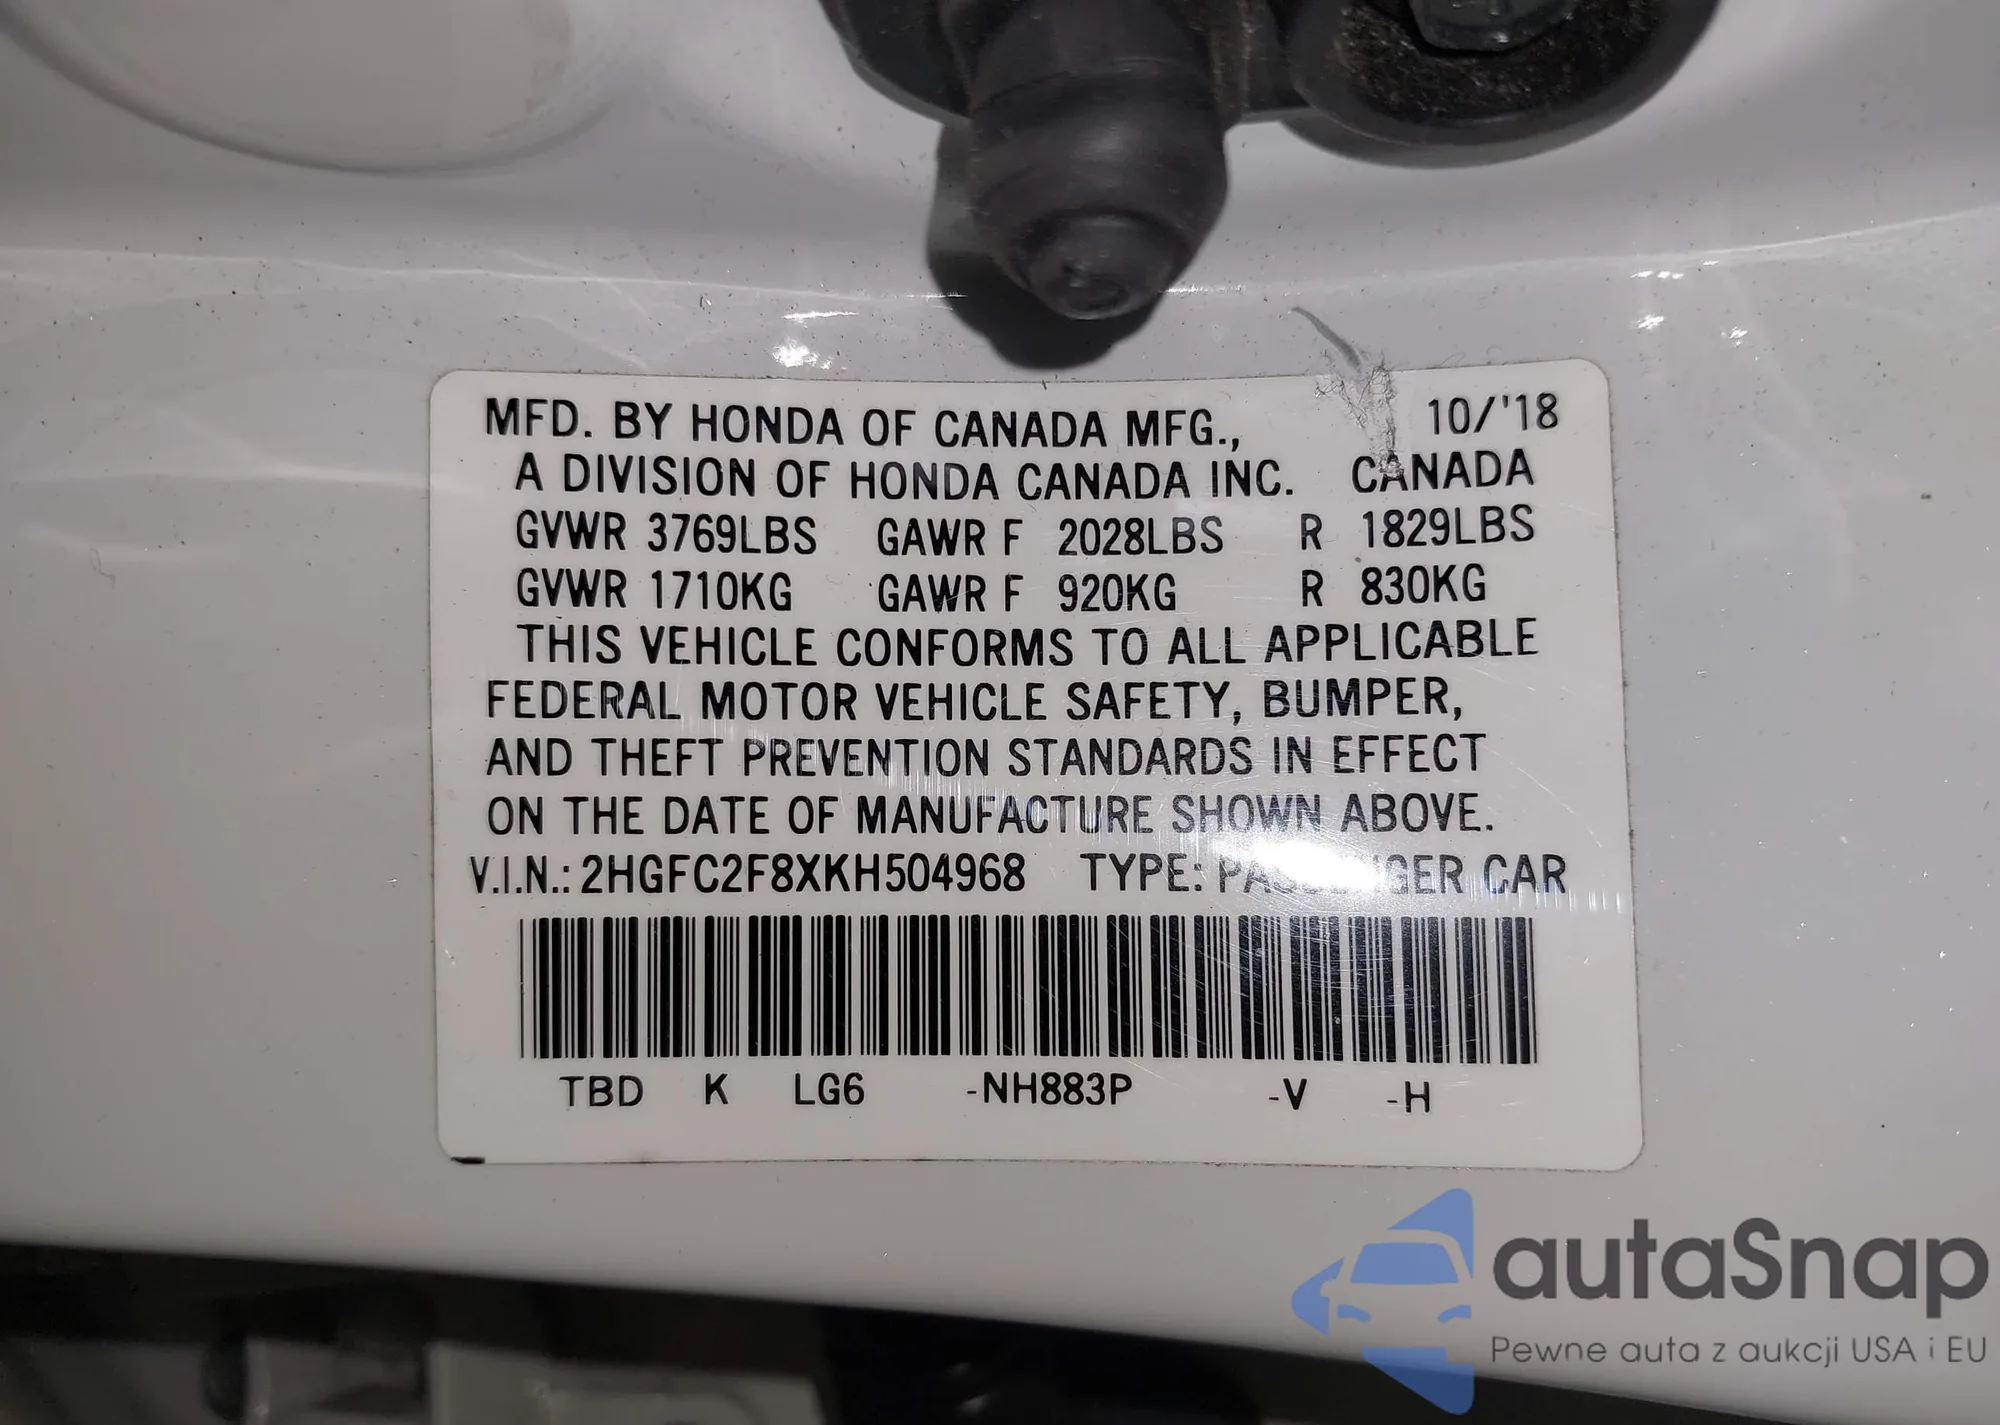 MFD. BY HONDA OF CANADA MFG., 10/'18
A DIVISION OF HONDA CANADA INC. CANADA
GVWR 3769LBS GAWR F 2028LBS R 1829LBS
GVWR 1710KG GAWR F 920KG R 830KG
THIS VEHICLE CONFORMS TO ALL APPLICABLE
FEDERAL MOTOR VEHICLE SAFETY, BUMPER,
AND THEFT PREVENTION STANDARDS IN EFFECT
ON THE DATE OF MANUFACTURE SHOWN ABOVE.
V.I.N.: 2HGFC2F8XKH504968 TYPE: PASSENGER CAR
TBD K LG6 -NH883P -V -H
autaSnap
Pewne auta z aukcji USA i EU